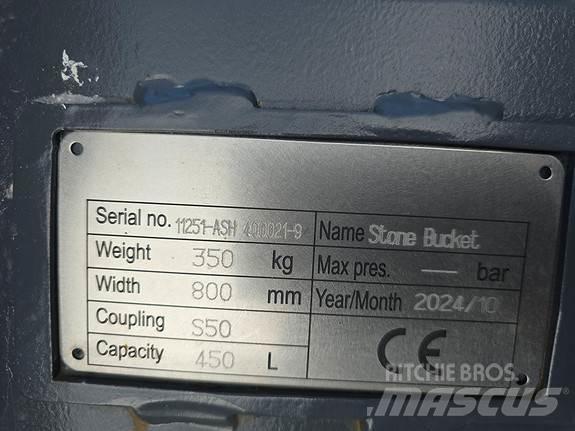 Serial no. 11251-ASH 400021-9
Name Stone Bucket
Weight 350 kg
Max pres. — bar
Width 800 mm
Year/Month 2024/10
Coupling S50
CE
Capacity 450 L
RITCHIE BROS.
MASCUS